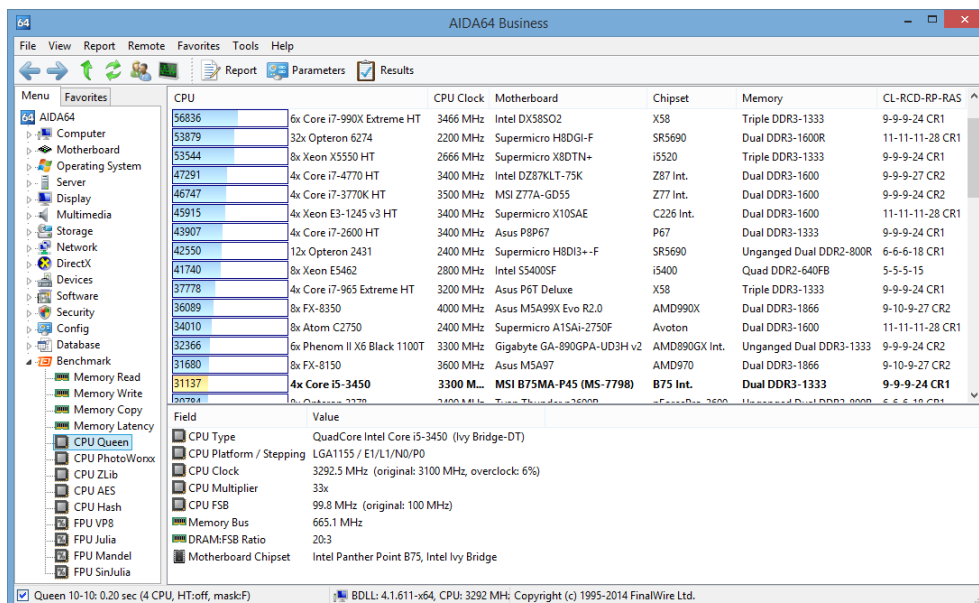 64 AIDA64 Business
File View Report Remote Favorites Tools Help
Report Parameters Results
Menu Favorites
64 AIDA64
Computer
Motherboard
Operating System
Server
Display
Multimedia
Storage
Network
DirectX
Devices
Software
Security
Config
Database
Benchmark
Memory Read
Memory Write
Memory Copy
Memory Latency
CPU Queen
CPU PhotoWorxx
CPU ZLib
CPU AES
CPU Hash
FPU VP8
FPU Julia
FPU Mandel
FPU SinJulia
CPU CPU Clock Motherboard Chipset Memory CL-RCD-RP-RAS
56836 6x Core i7-990X Extreme HT 3466 MHz Intel DX58SO2 X58 Triple DDR3-1333 9-9-9-24 CR1
53879 32x Opteron 6274 2200 MHz Supermicro H8DGI-F SR5690 Dual DDR3-1600R 11-11-11-28 CR1
53544 8x Xeon X5550 HT 2666 MHz Supermicro X8DTN+ i5520 Triple DDR3-1333 9-9-9-24 CR1
47291 4x Core i7-4770 HT 3400 MHz Intel DZ87KLT-75K Z87 Int. Dual DDR3-1600 9-9-9-27 CR2
46747 4x Core i7-3770K HT 3500 MHz MSI Z77A-GD55 Z77 Int. Dual DDR3-1600 9-9-9-24 CR2
45915 4x Xeon E3-1245 v3 HT 3400 MHz Supermicro X10SAE C226 Int. Dual DDR3-1600 11-11-11-28 CR1
43907 4x Core i7-2600 HT 3400 MHz Asus P8P67 P67 Dual DDR3-1333 9-9-9-24 CR1
42550 12x Opteron 2431 2400 MHz Supermicro H8DI3+-F SR5690 Unganged Dual DDR2-800R 6-6-6-18 CR1
41740 8x Xeon E5462 2800 MHz Intel S5400SF i5400 Quad DDR2-640FB 5-5-5-15
37778 4x Core i7-965 Extreme HT 3200 MHz Asus P6T Deluxe X58 Triple DDR3-1333 9-9-9-24 CR1
36089 8x FX-8350 4000 MHz Asus M5A99X Evo R2.0 AMD990X Dual DDR3-1866 9-10-9-27 CR2
34010 8x Atom C2750 2400 MHz Supermicro A1SAi-2750F Avoton Dual DDR3-1600 11-11-11-28 CR1
32366 6x Phenom II X6 Black 1100T 3300 MHz Gigabyte GA-890GPA-UD3H v2 AMD890GX Int. Unganged Dual DDR3-1333 9-9-9-24 CR2
31680 8x FX-8150 3600 MHz Asus M5A97 AMD970 Dual DDR3-1866 9-10-9-27 CR2
31137 4x Core i5-3450 3300 M... MSI B75MA-P45 (MS-7798) B75 Int. Dual DDR3-1333 9-9-9-24 CR1
Field Value
CPU Type QuadCore Intel Core i5-3450 (Ivy Bridge-DT)
CPU Platform / Stepping LGA1155 / E1/L1/N0/P0
CPU Clock 3292.5 MHz (original: 3100 MHz, overclock: 6%)
CPU Multiplier 33x
CPU FSB 99.8 MHz (original: 100 MHz)
Memory Bus 665.1 MHz
DRAM:FSB Ratio 20:3
Motherboard Chipset Intel Panther Point B75, Intel Ivy Bridge
Queen 10-10: 0.20 sec (4 CPU, HT:off, mask:F) BDLL: 4.1.611-x64, CPU: 3292 MHz Copyright (c) 1995-2014 FinalWire Ltd.